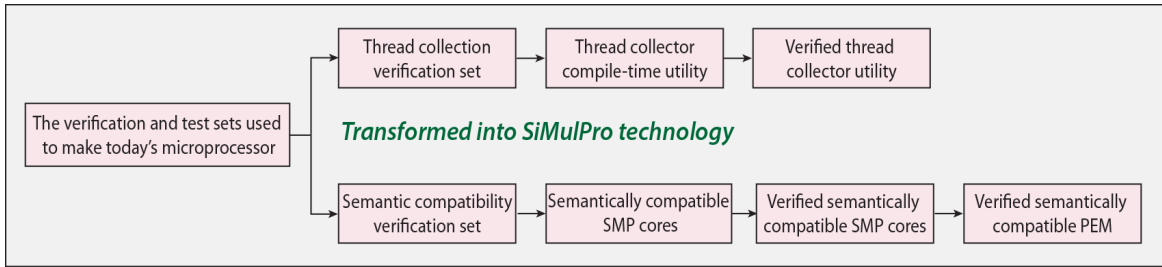 Thread collection
verification set
Thread collector
compile-time utility
Verified thread
collector utility
The verification and test sets used
to make today's microprocessor
Transformed into SiMulPro technology
Semantic compatibility
verification set
Semantically compatible
SMP cores
Verified semantically
compatible SMP cores
Verified semantically
compatible PEM